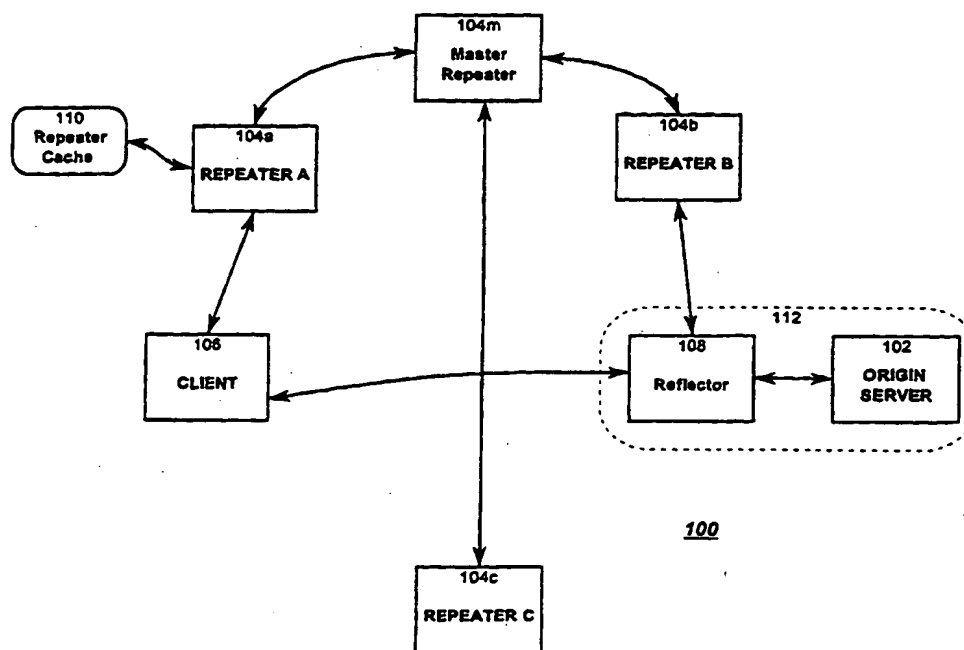 104m
Master
Repeater
110
Repeater
Cache
104a
REPEATER A
104b
REPEATER B
106
CLIENT
112
108
Reflector
102
ORIGIN
SERVER
100
104c
REPEATER C